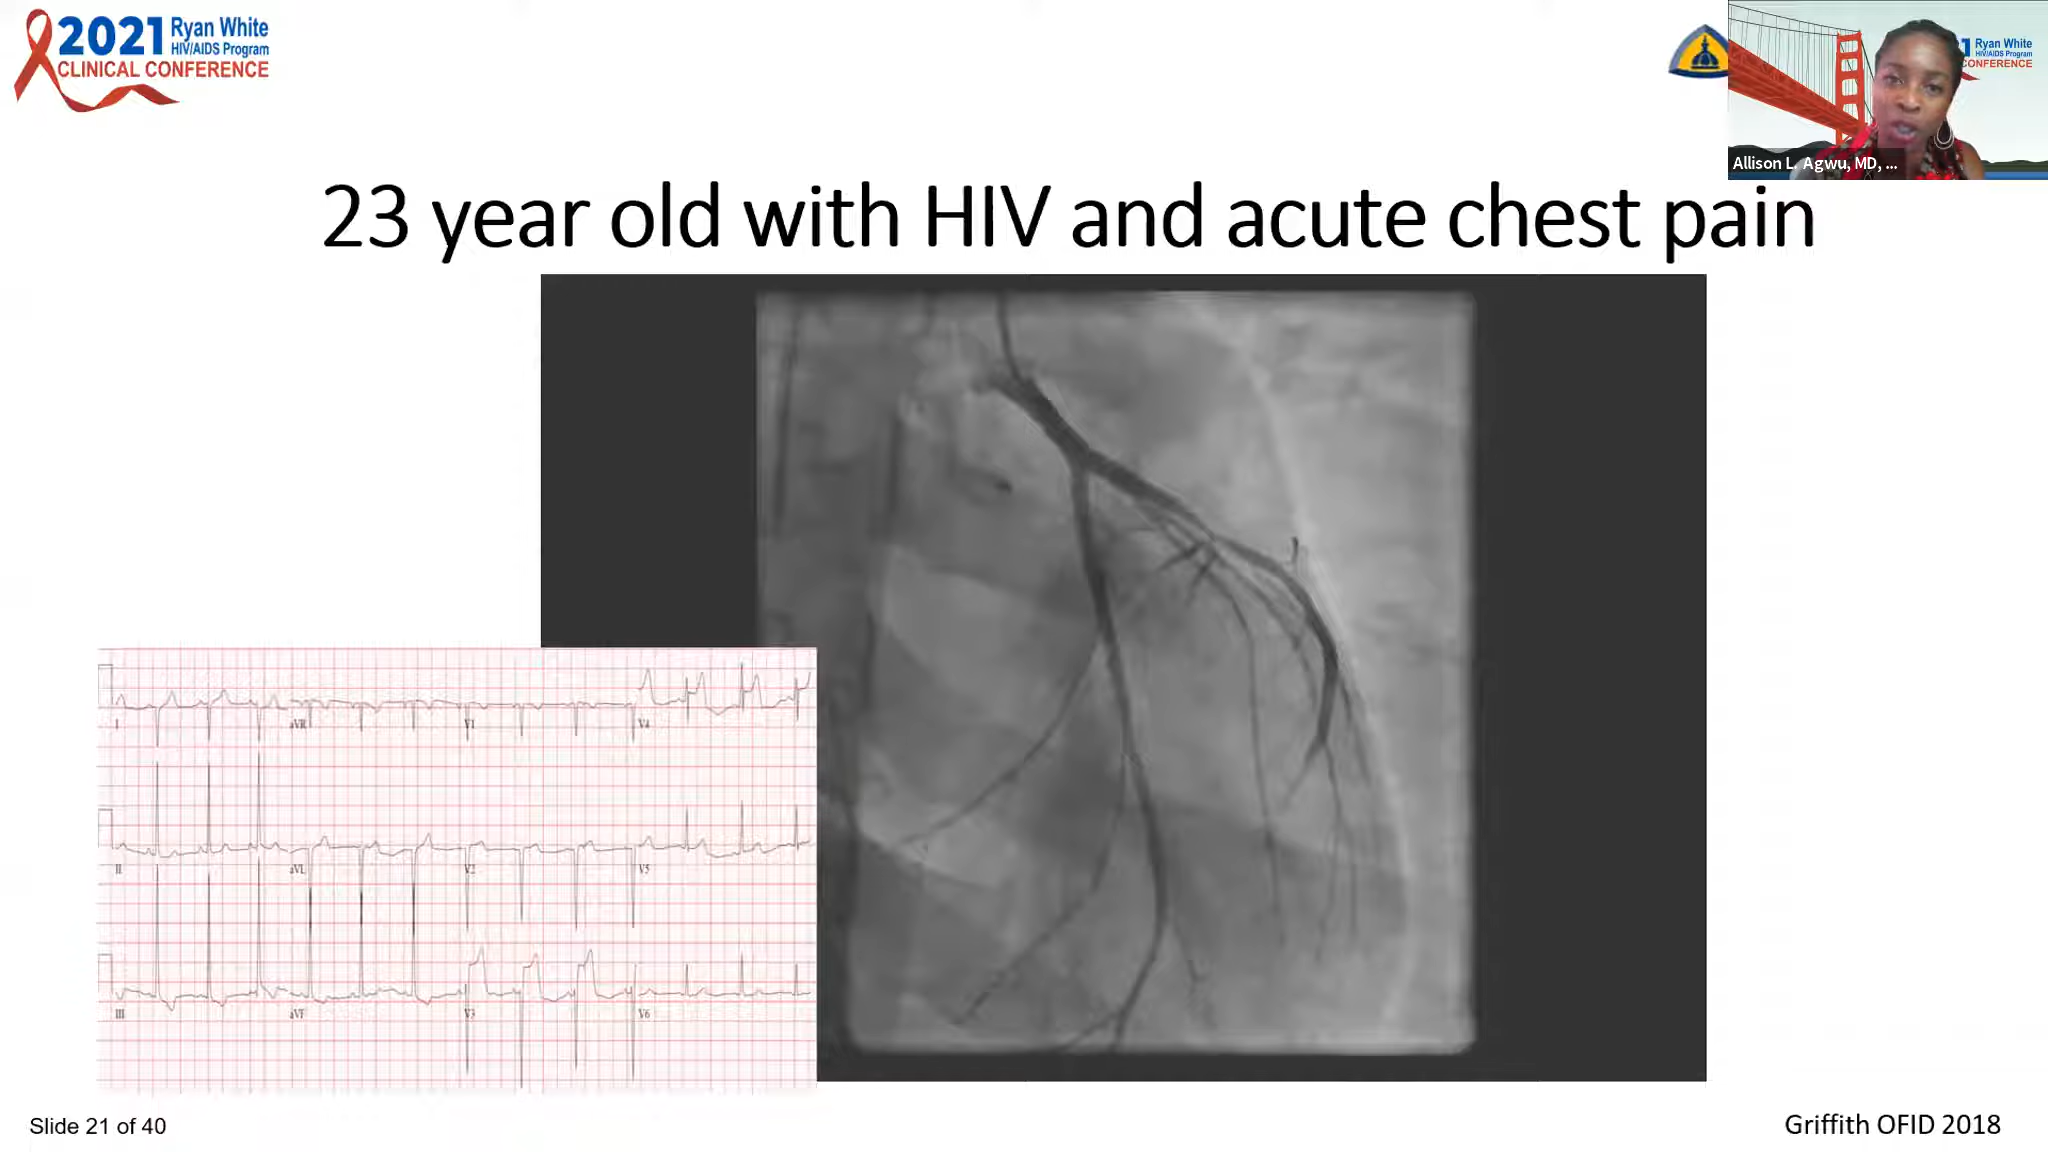 2021 Ryan White
HIV/AIDS Program
CLINICAL CONFERENCE
Ryan White
HIV/AIDS Program
CONFERENCE
Allison L. Agwu, MD, ...
23 year old with HIV and acute chest pain
I aVR V1 V4
II aVL V2 V5
III aVF V3 V6
Slide 21 of 40
Griffith OFID 2018